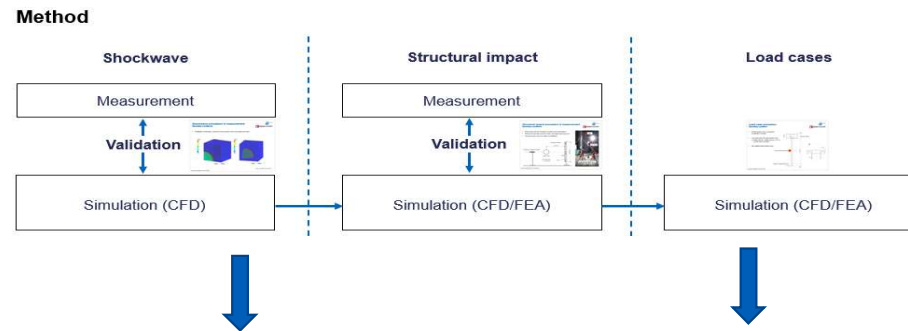 Method
Shockwave
Structural impact
Load cases
Measurement
Measurement
Validation
Validation
Simulation (CFD)
Simulation (CFD/FEA)
Simulation (CFD/FEA)